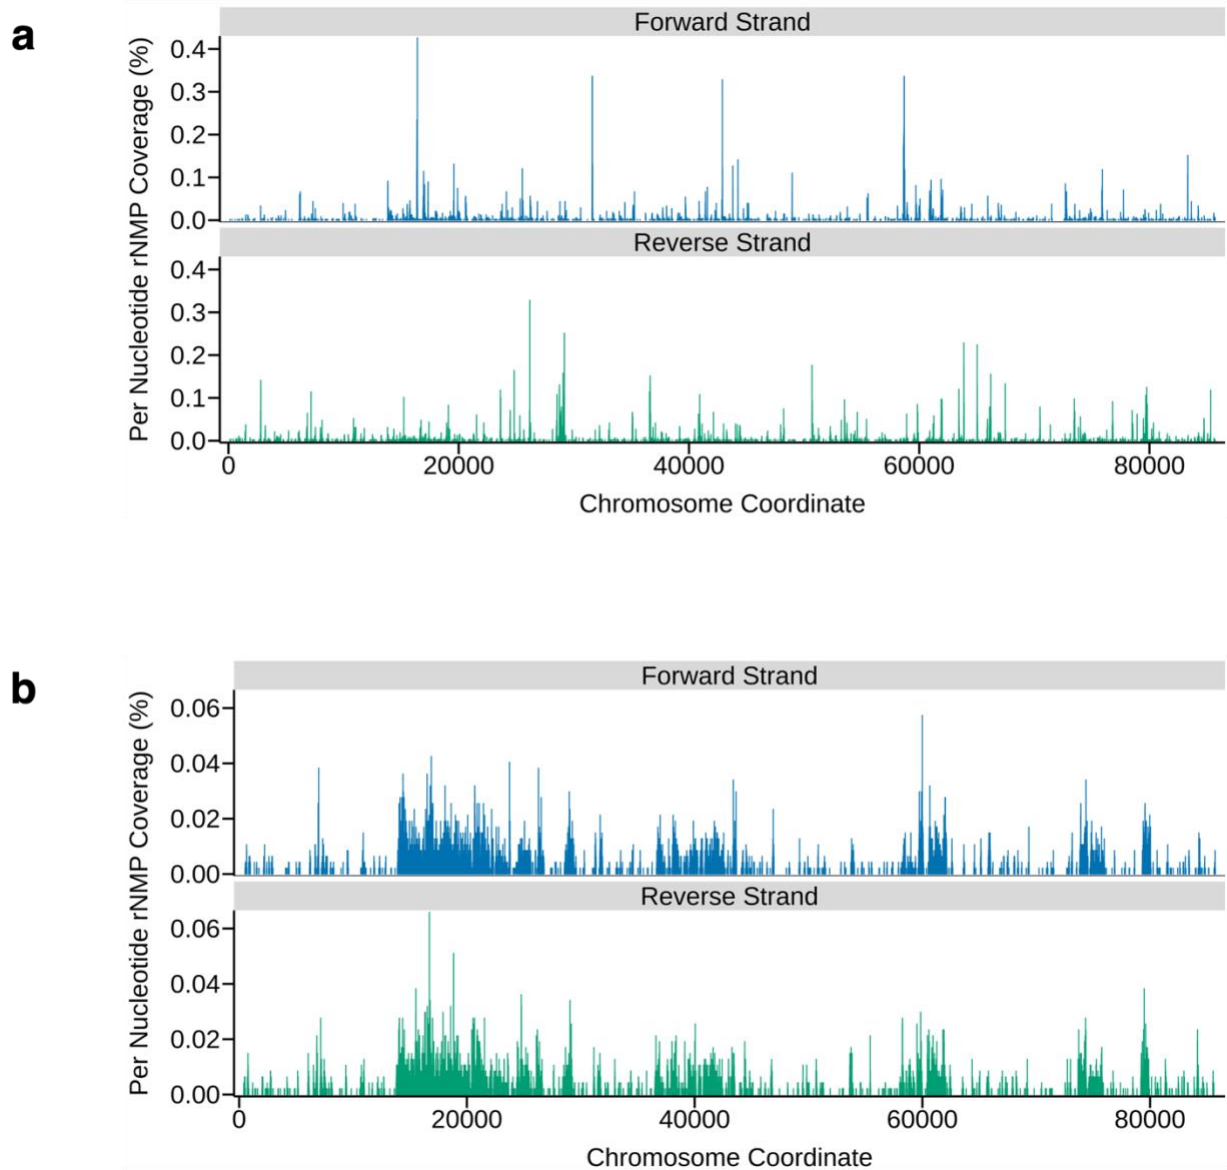 a
Forward Strand
Per Nucleotide rNMP Coverage (%)
0.4
0.3
0.2
0.1
0.0
Reverse Strand
0.4
0.3
0.2
0.1
0.0
0 20000 40000 60000 80000
Chromosome Coordinate
b
Forward Strand
Per Nucleotide rNMP Coverage (%)
0.06
0.04
0.02
0.00
Reverse Strand
0.06
0.04
0.02
0.00
0 20000 40000 60000 80000
Chromosome Coordinate